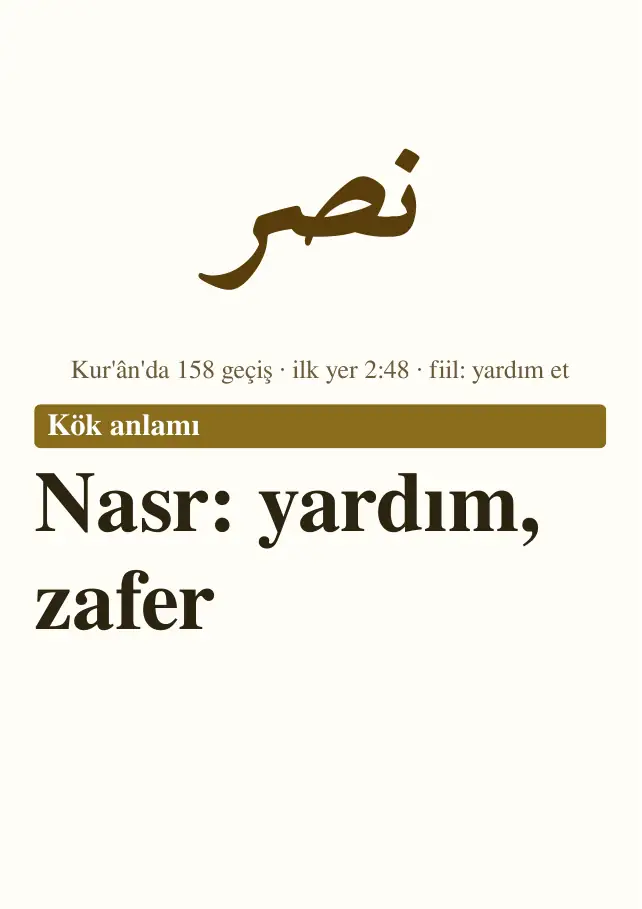 نصر
Kur'ân'da 158 geçiş · ilk yer 2:48 · fiil: yardım et
Kök anlamı
Nasr: yardım,
zafer